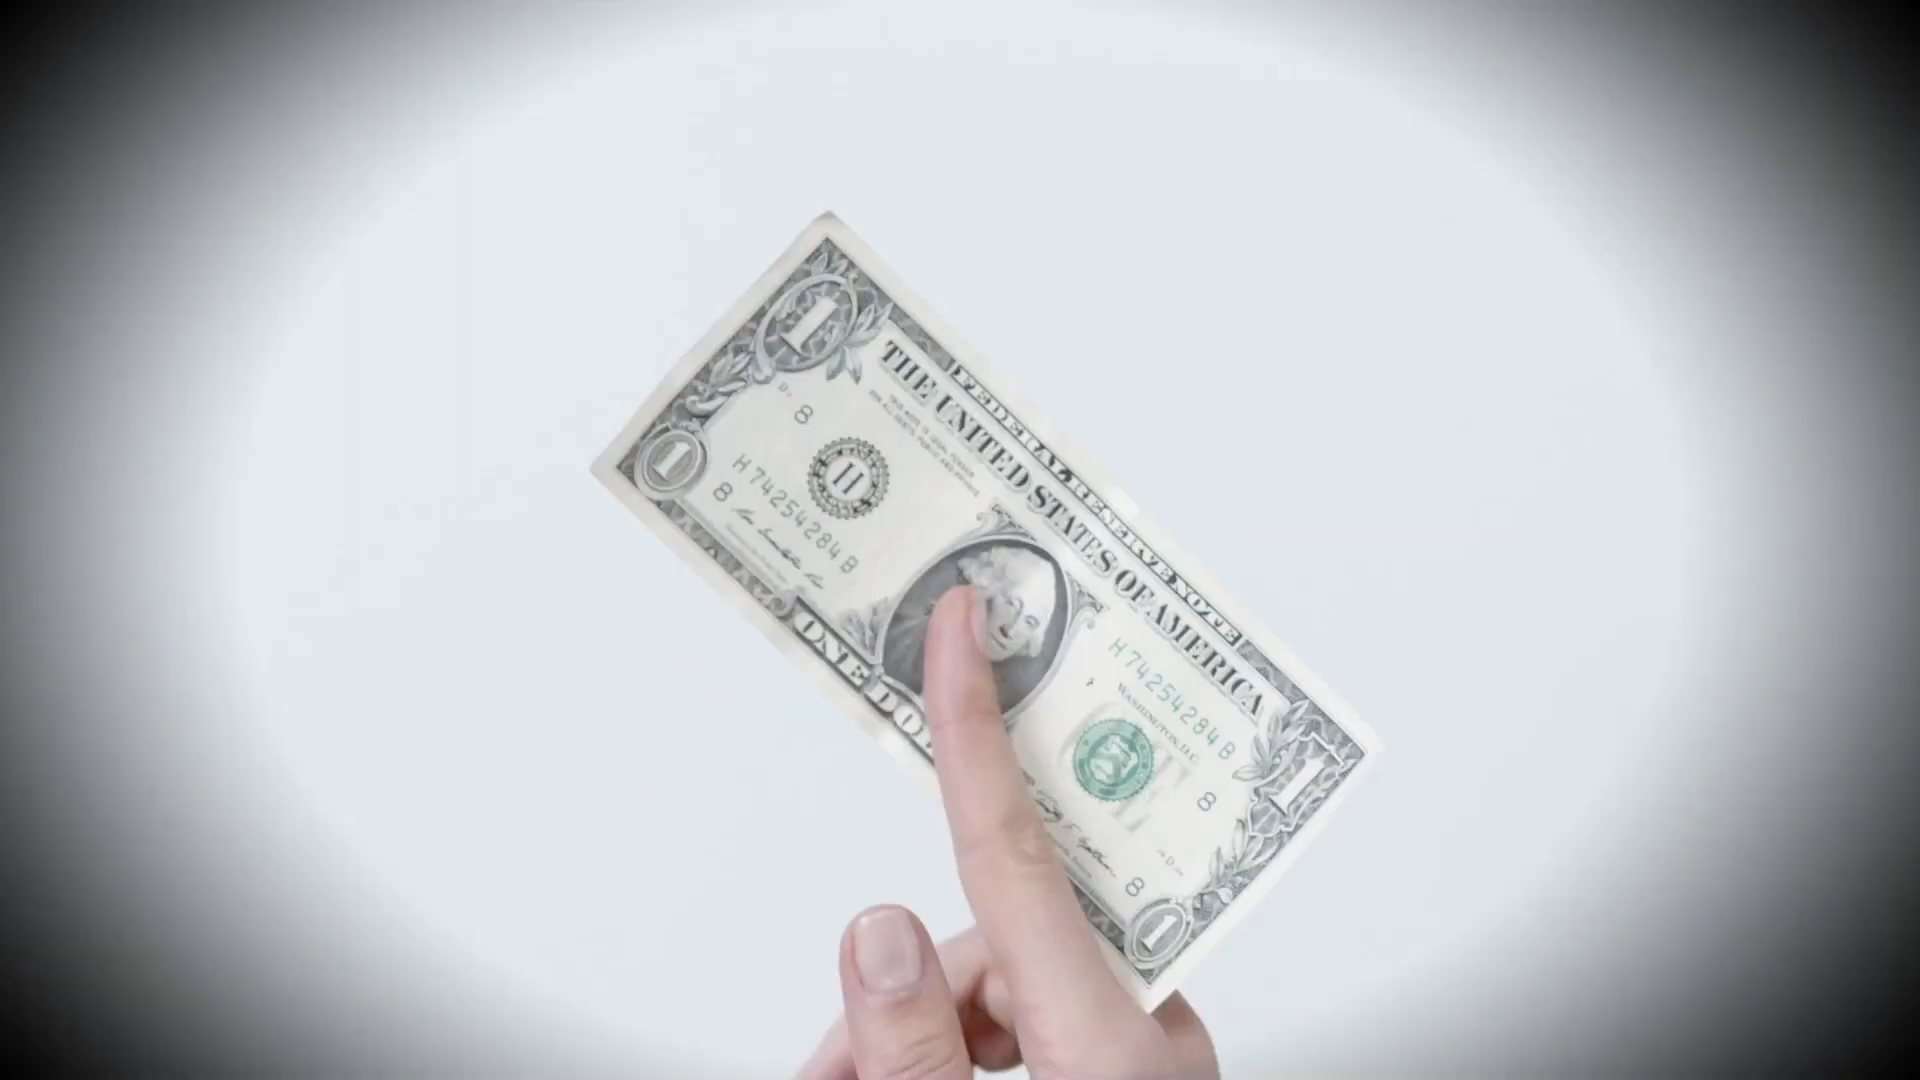 FEDERAL RESERVE NOTE
THE UNITED STATES OF AMERICA
1
8
H
H 74254284 B
8
1
H 74254284 B
WASHINGTON, D.C.
8
8
1
1
ONE DO